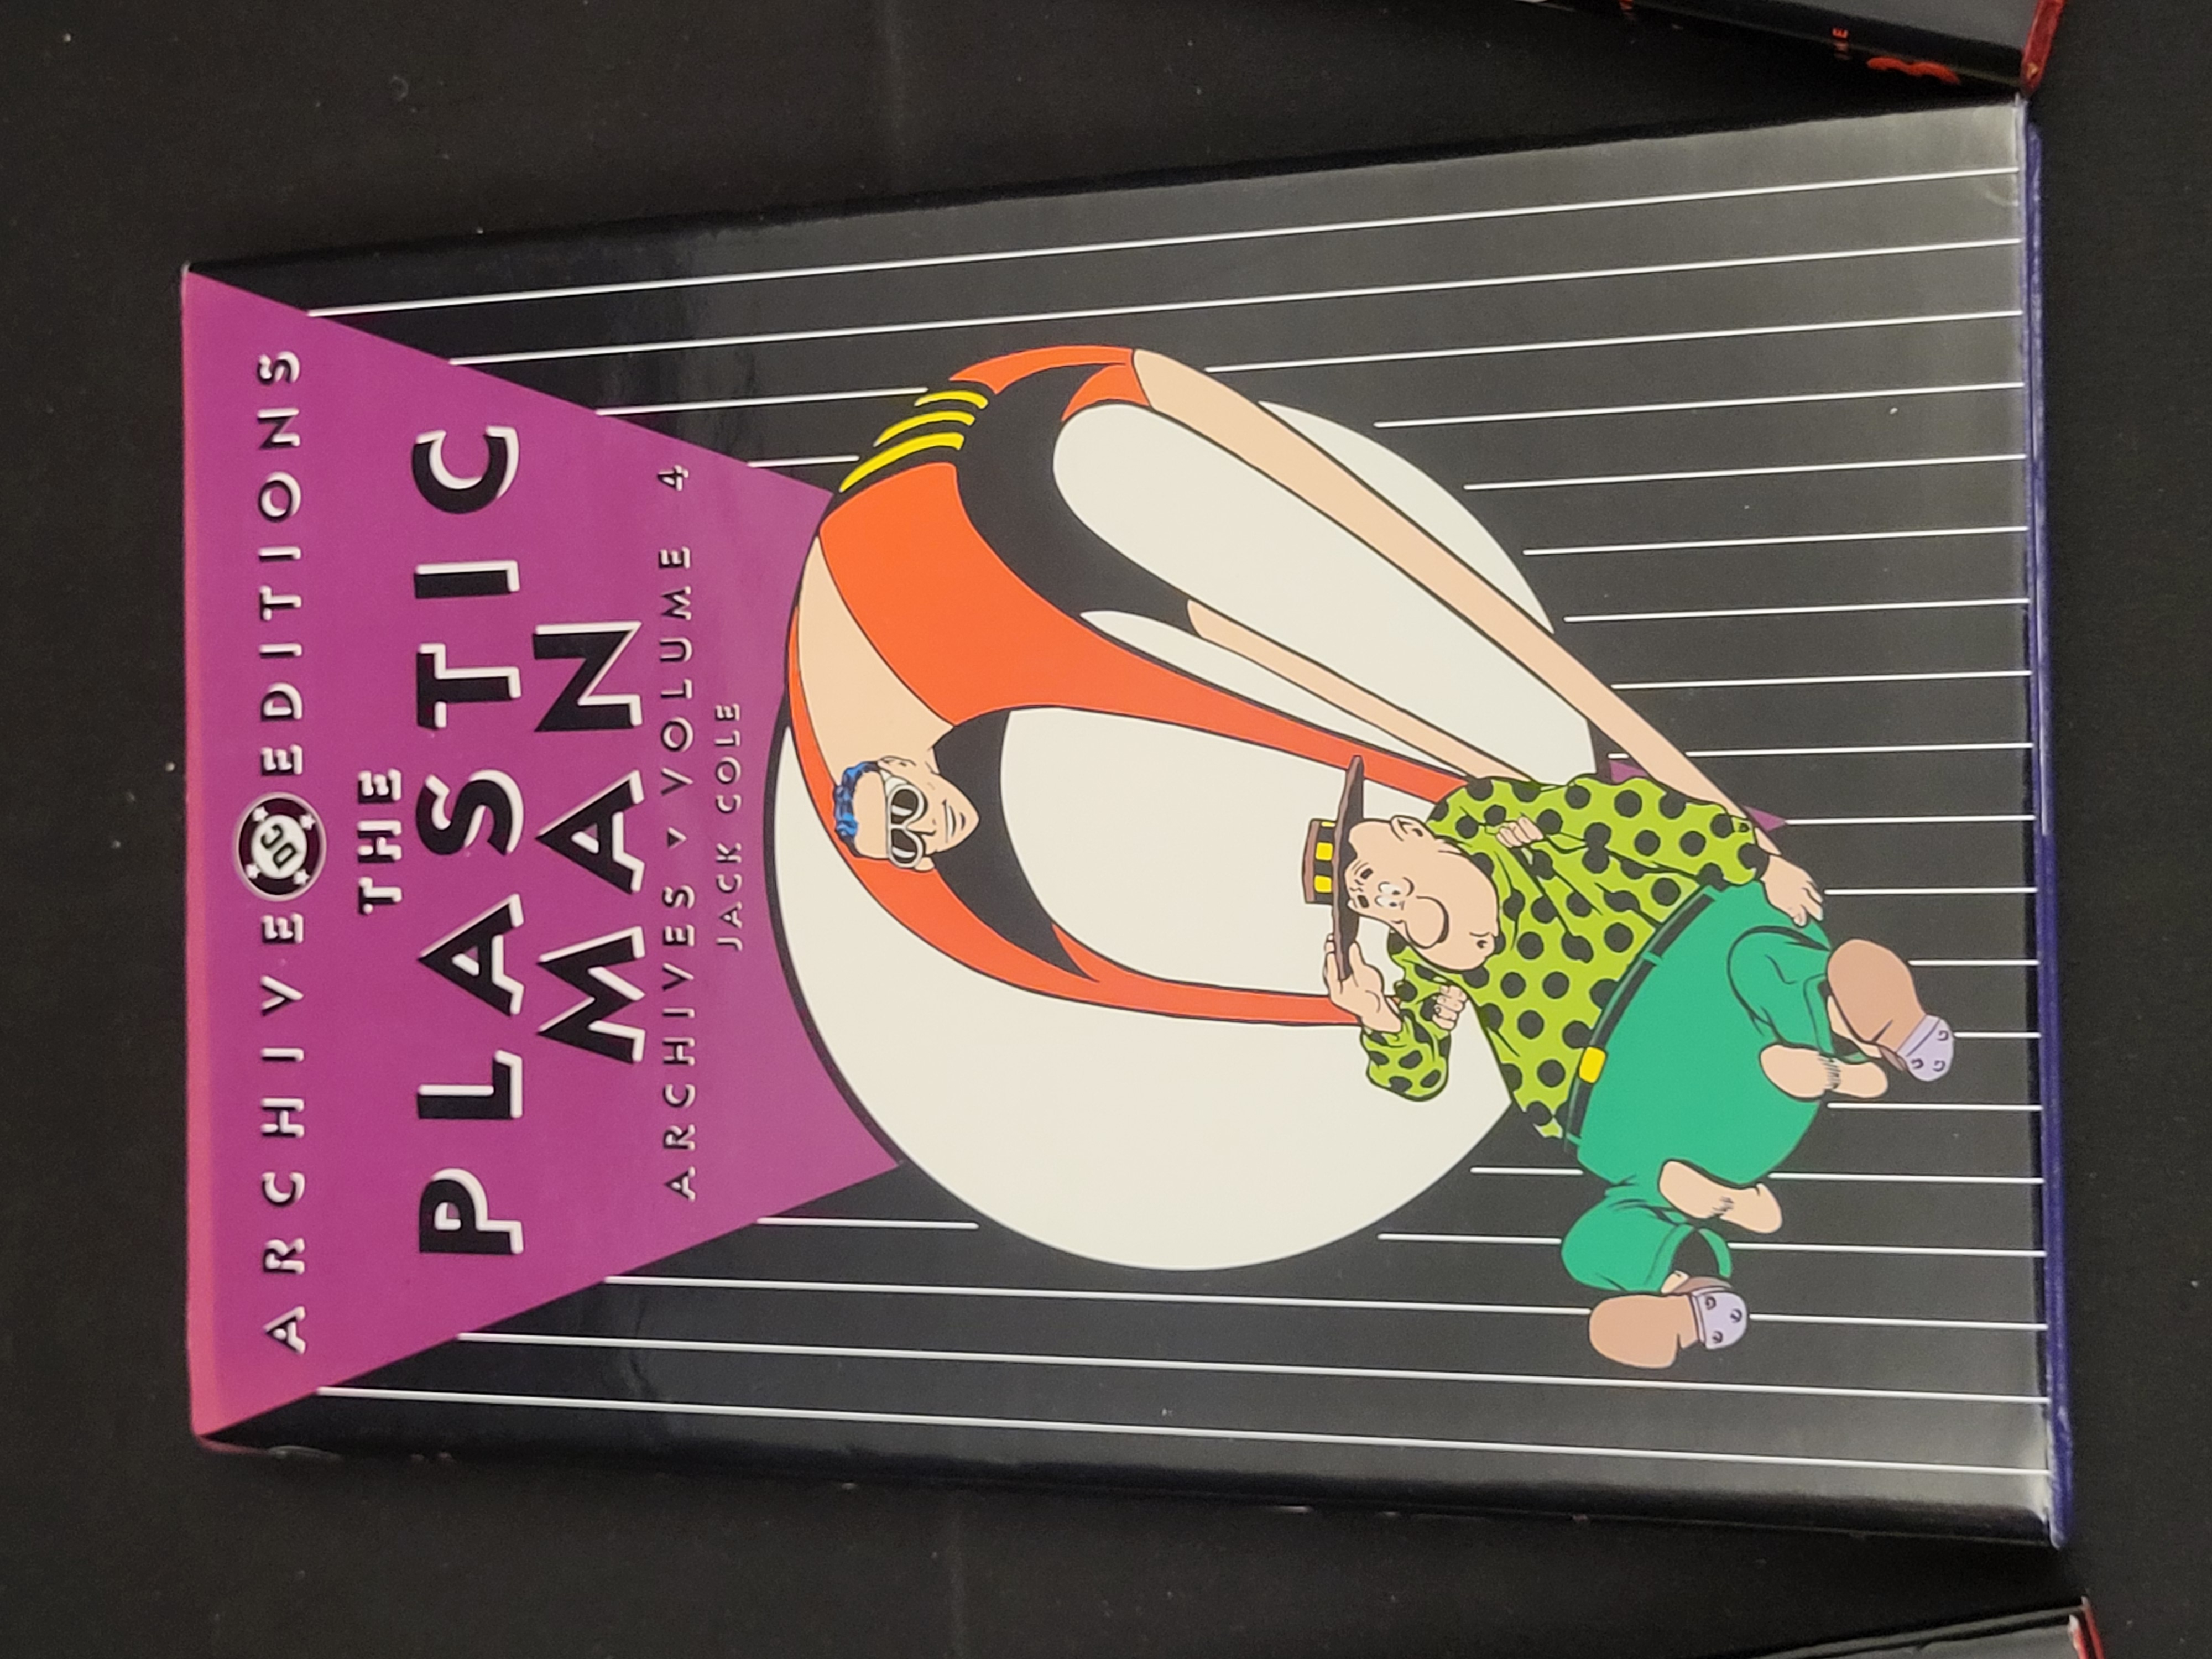 ARCHIVE DC EDITIONS
THE
PLASTIC
MAN
ARCHIVES ▼ VOLUME 4
JACK COLE